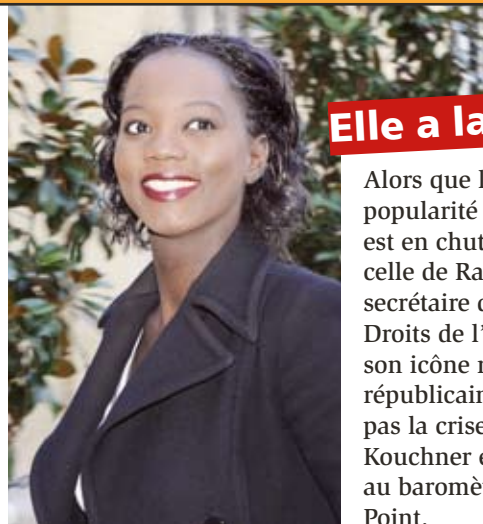 Elle a la
Alors que l
popularité
est en chut
celle de Ra
secrétaire d
Droits de l'
son icône r
républicain
pas la crise
Kouchner e
au baromèt
Point.